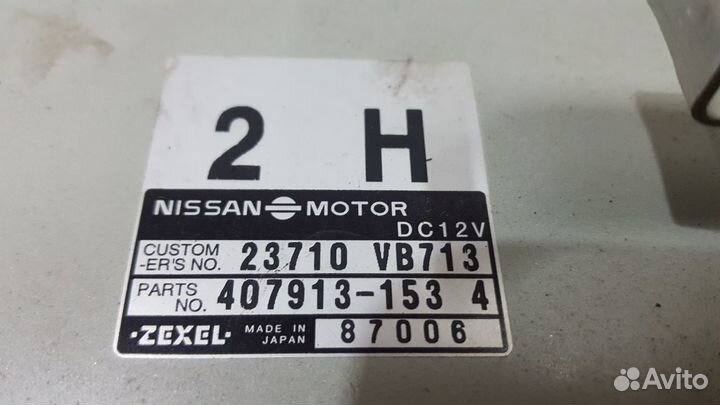 2 H
NISSAN MOTOR
DC12V
CUSTOM
-ER'S NO. 23710 VB713
PARTS
NO. 407913-153 4
·ZEXEL· MADE IN
JAPAN 87006
Avito